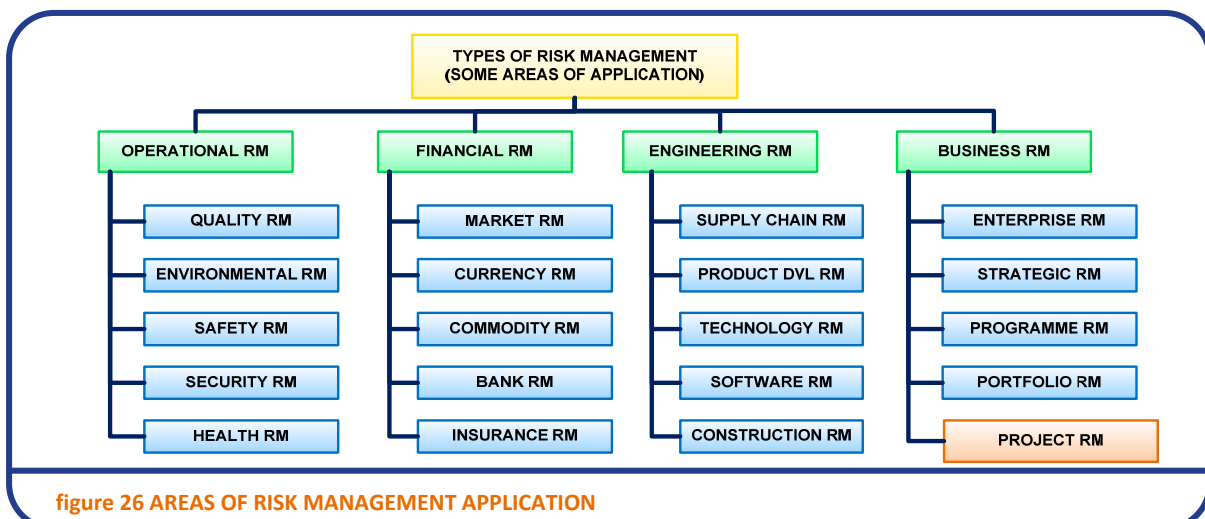 TYPES OF RISK MANAGEMENT
(SOME AREAS OF APPLICATION)
OPERATIONAL RM
QUALITY RM
ENVIRONMENTAL RM
SAFETY RM
SECURITY RM
HEALTH RM
FINANCIAL RM
MARKET RM
CURRENCY RM
COMMODITY RM
BANK RM
INSURANCE RM
ENGINEERING RM
SUPPLY CHAIN RM
PRODUCT DVL RM
TECHNOLOGY RM
SOFTWARE RM
CONSTRUCTION RM
BUSINESS RM
ENTERPRISE RM
STRATEGIC RM
PROGRAMME RM
PORTFOLIO RM
PROJECT RM
figure 26 AREAS OF RISK MANAGEMENT APPLICATION